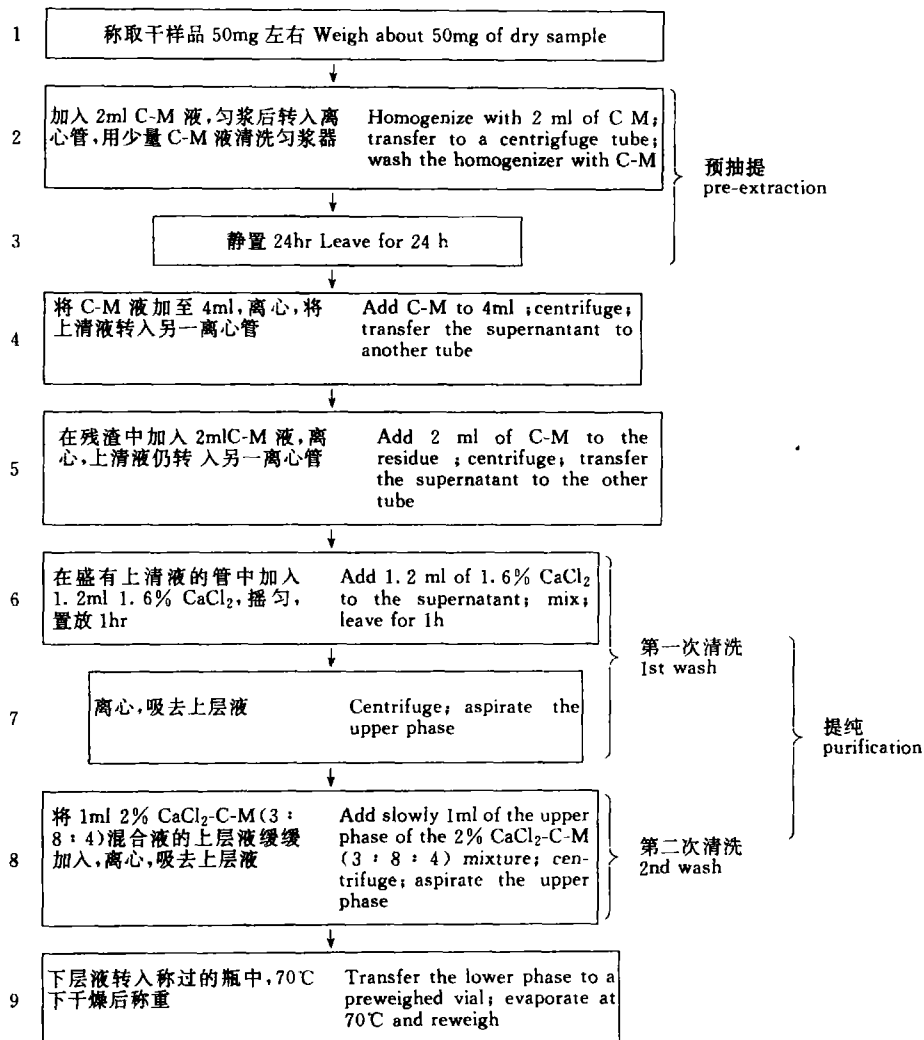 1
称取干样品 50mg 左右 Weigh about 50mg of dry sample
2
加入 2ml C-M 液,匀浆后转入离
心管,用少量 C-M 液清洗匀浆器
Homogenize with 2 ml of C M;
transfer to a centrigfuge tube;
wash the homogenizer with C-M
预抽提
pre-extraction
3
静置 24hr Leave for 24 h
4
将 C-M 液加至 4ml,离心,将
上清液转入另一离心管
Add C-M to 4ml ;centrifuge;
transfer the supernantant to
another tube
5
在残渣中加入 2mlC-M 液,离
心,上清液仍转 入另一离心管
Add 2 ml of C-M to the
residue ; centrifuge; transfer
the supernatant to the other
tube
6
在盛有上清液的管中加入
1.2ml 1.6% CaCl₂,摇匀,
置放 1hr
Add 1.2 ml of 1.6% CaCl₂
to the supernatant; mix;
leave for 1h
第一次清洗
1st wash
7
离心,吸去上层液
Centrifuge; aspirate the
upper phase
提纯
purification
8
将 1ml 2% CaCl₂-C-M(3:
8:4)混合液的上层液缓缓
加入,离心,吸去上层液
Add slowly 1ml of the upper
phase of the 2% CaCl₂-C-M
(3:8:4) mixture; cen-
trifuge; aspirate the upper
phase
第二次清洗
2nd wash
9
下层液转入称过的瓶中,70℃
下干燥后称重
Transfer the lower phase to
a preweighed vial; evaporate at
70℃ and reweigh